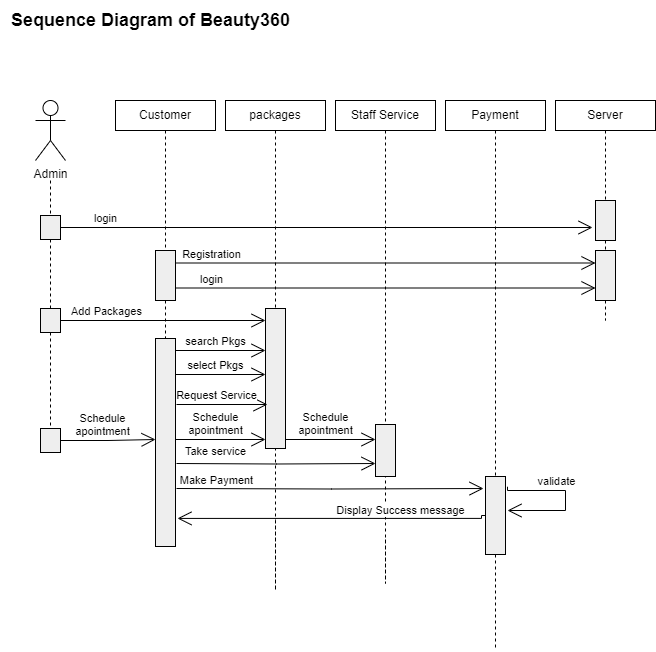 Sequence Diagram of Beauty360
Customer
packages
Staff Service
Payment
Server
Admin
login
Registration
login
Add Packages
search Pkgs
select Pkgs
Request Service
Schedule
apointment
Schedule
apointment
Schedule
apointment
Take service
Make Payment
validate
Display Success message